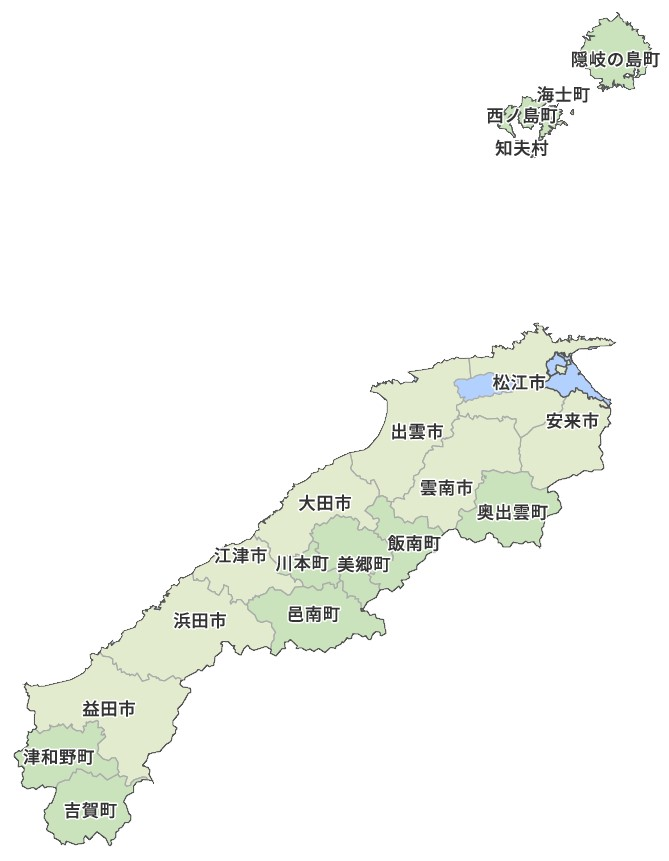 隠岐の島町
海士町
西ノ島町
知夫村
松江市
安来市
出雲市
雲南市
奥出雲町
大田市
飯南町
江津市
川本町
美郷町
邑南町
浜田市
益田市
津和野町
吉賀町